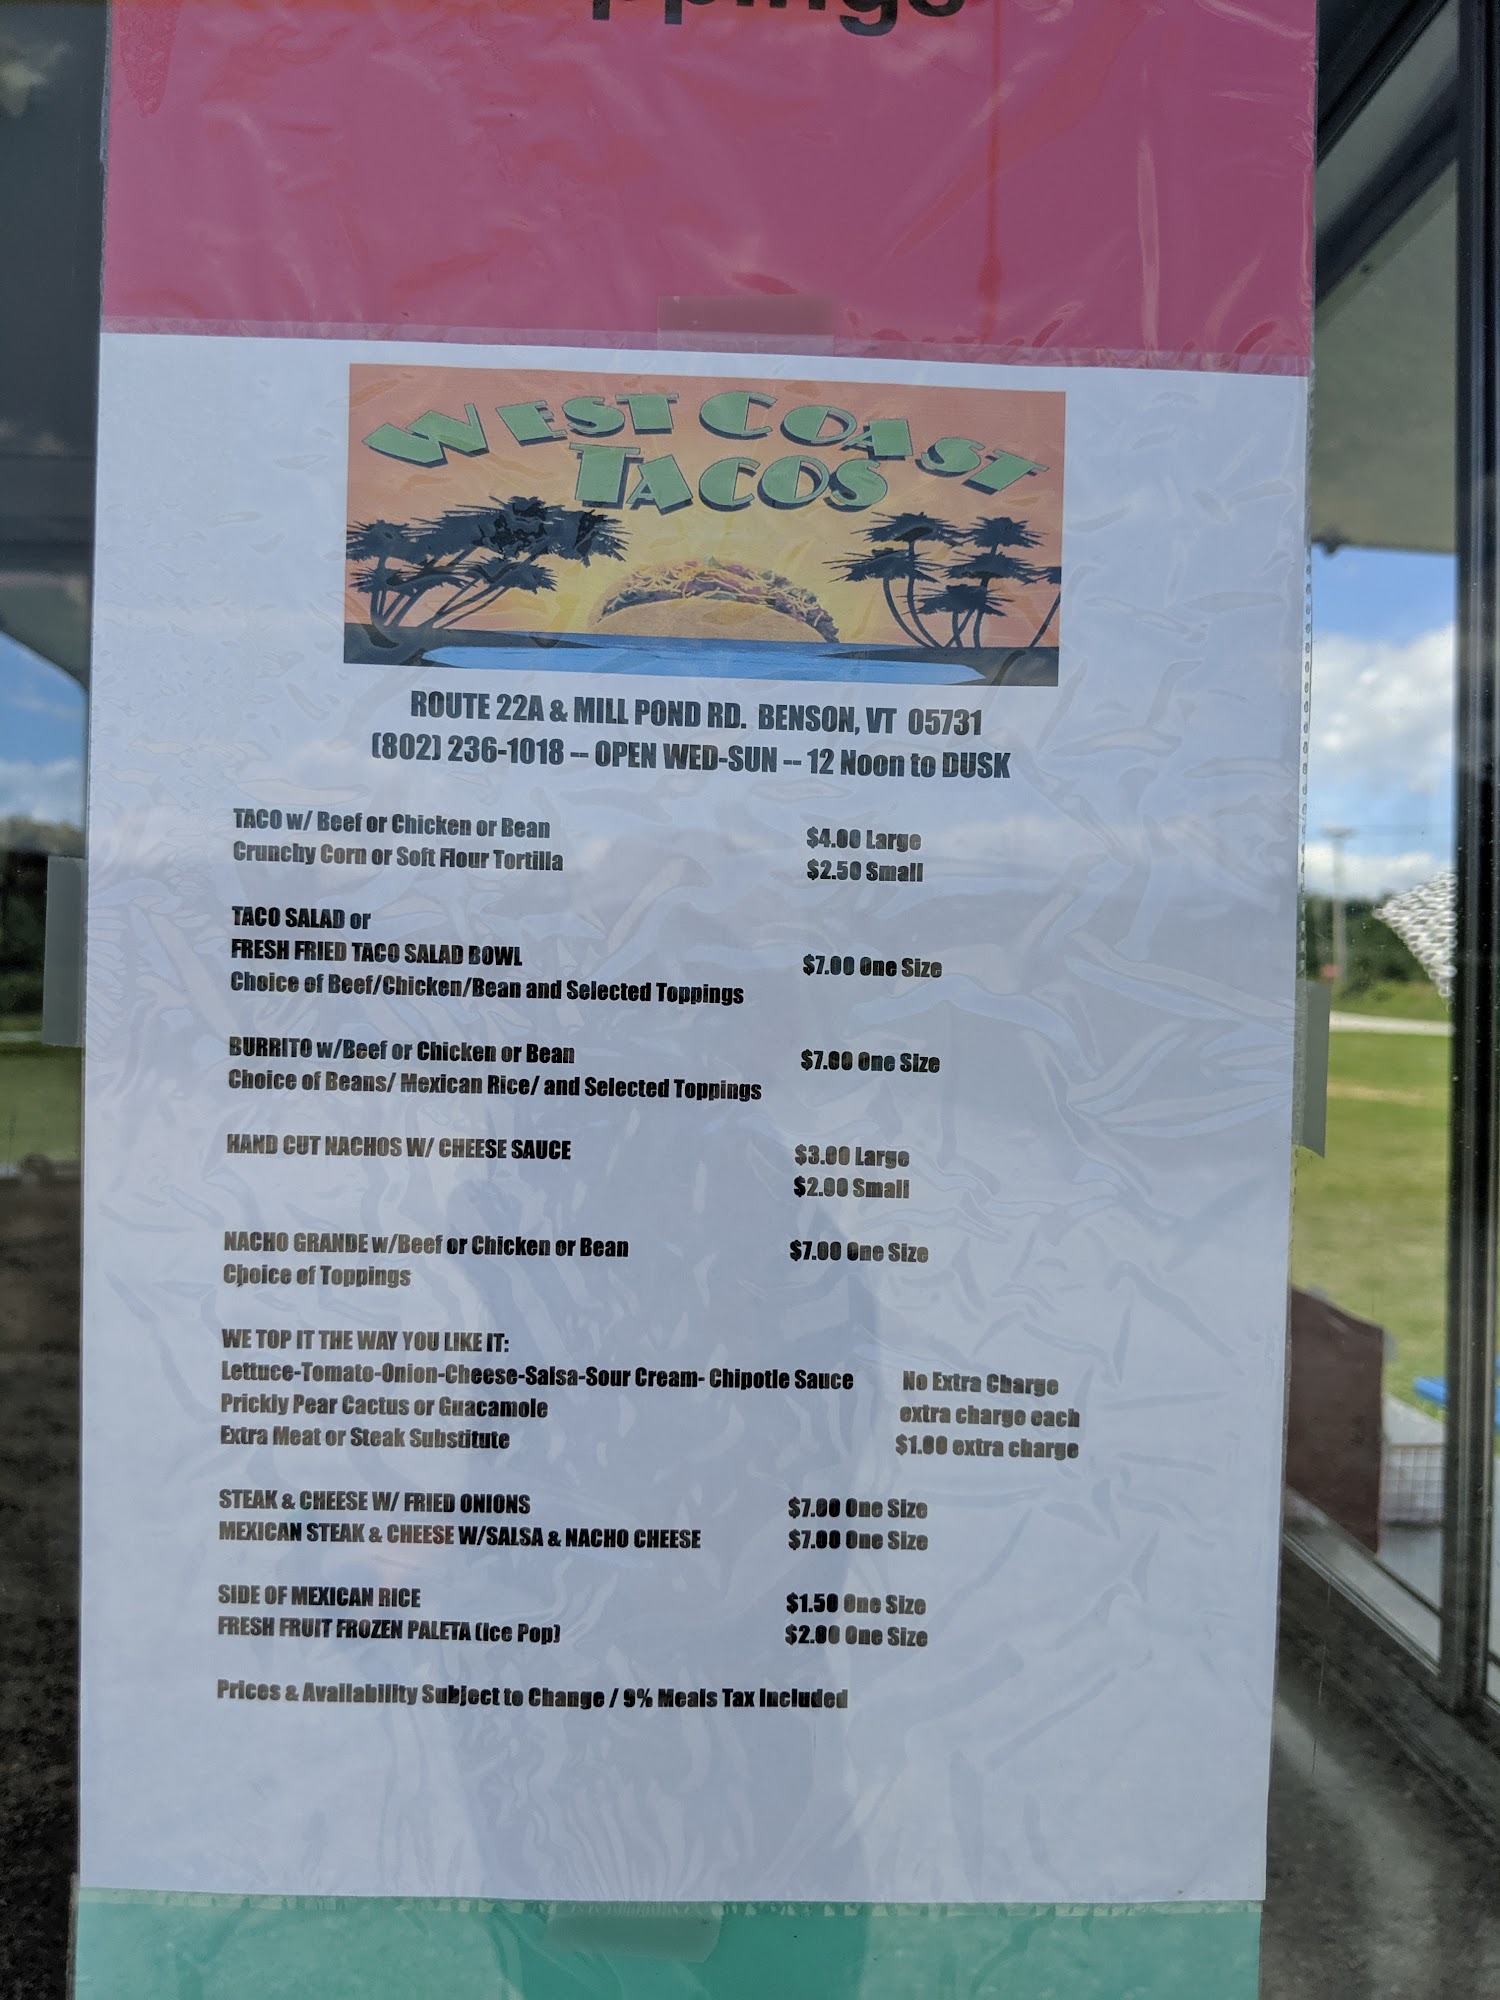 WEST COAST
TACOS
ROUTE 22A & MILL POND RD. BENSON, VT 05731
(802) 236-1018 -- OPEN WED-SUN -- 12 Noon to DUSK
TACO w/ Beef or Chicken or Bean $4.00 Large
Crunchy Corn or Soft Flour Tortilla $2.50 Small
TACO SALAD or
FRESH FRIED TACO SALAD BOWL $7.00 One Size
Choice of Beef/Chicken/Bean and Selected Toppings
BURRITO w/Beef or Chicken or Bean $7.00 One Size
Choice of Beans/ Mexican Rice/ and Selected Toppings
HAND CUT NACHOS W/ CHEESE SAUCE $3.00 Large
$2.00 Small
NACHO GRANDE w/Beef or Chicken or Bean $7.00 One Size
Choice of Toppings
WE TOP IT THE WAY YOU LIKE IT:
Lettuce-Tomato-Onion-Cheese-Salsa-Sour Cream- Chipotle Sauce No Extra Charge
Prickly Pear Cactus or Guacamole extra charge each
Extra Meat or Steak Substitute $1.00 extra charge
STEAK & CHEESE W/ FRIED ONIONS $7.00 One Size
MEXICAN STEAK & CHEESE W/SALSA & NACHO CHEESE $7.00 One Size
SIDE OF MEXICAN RICE $1.50 One Size
FRESH FRUIT FROZEN PALETA (Ice Pop) $2.00 One Size
Prices & Availability Subject to Change / 9% Meals Tax Included